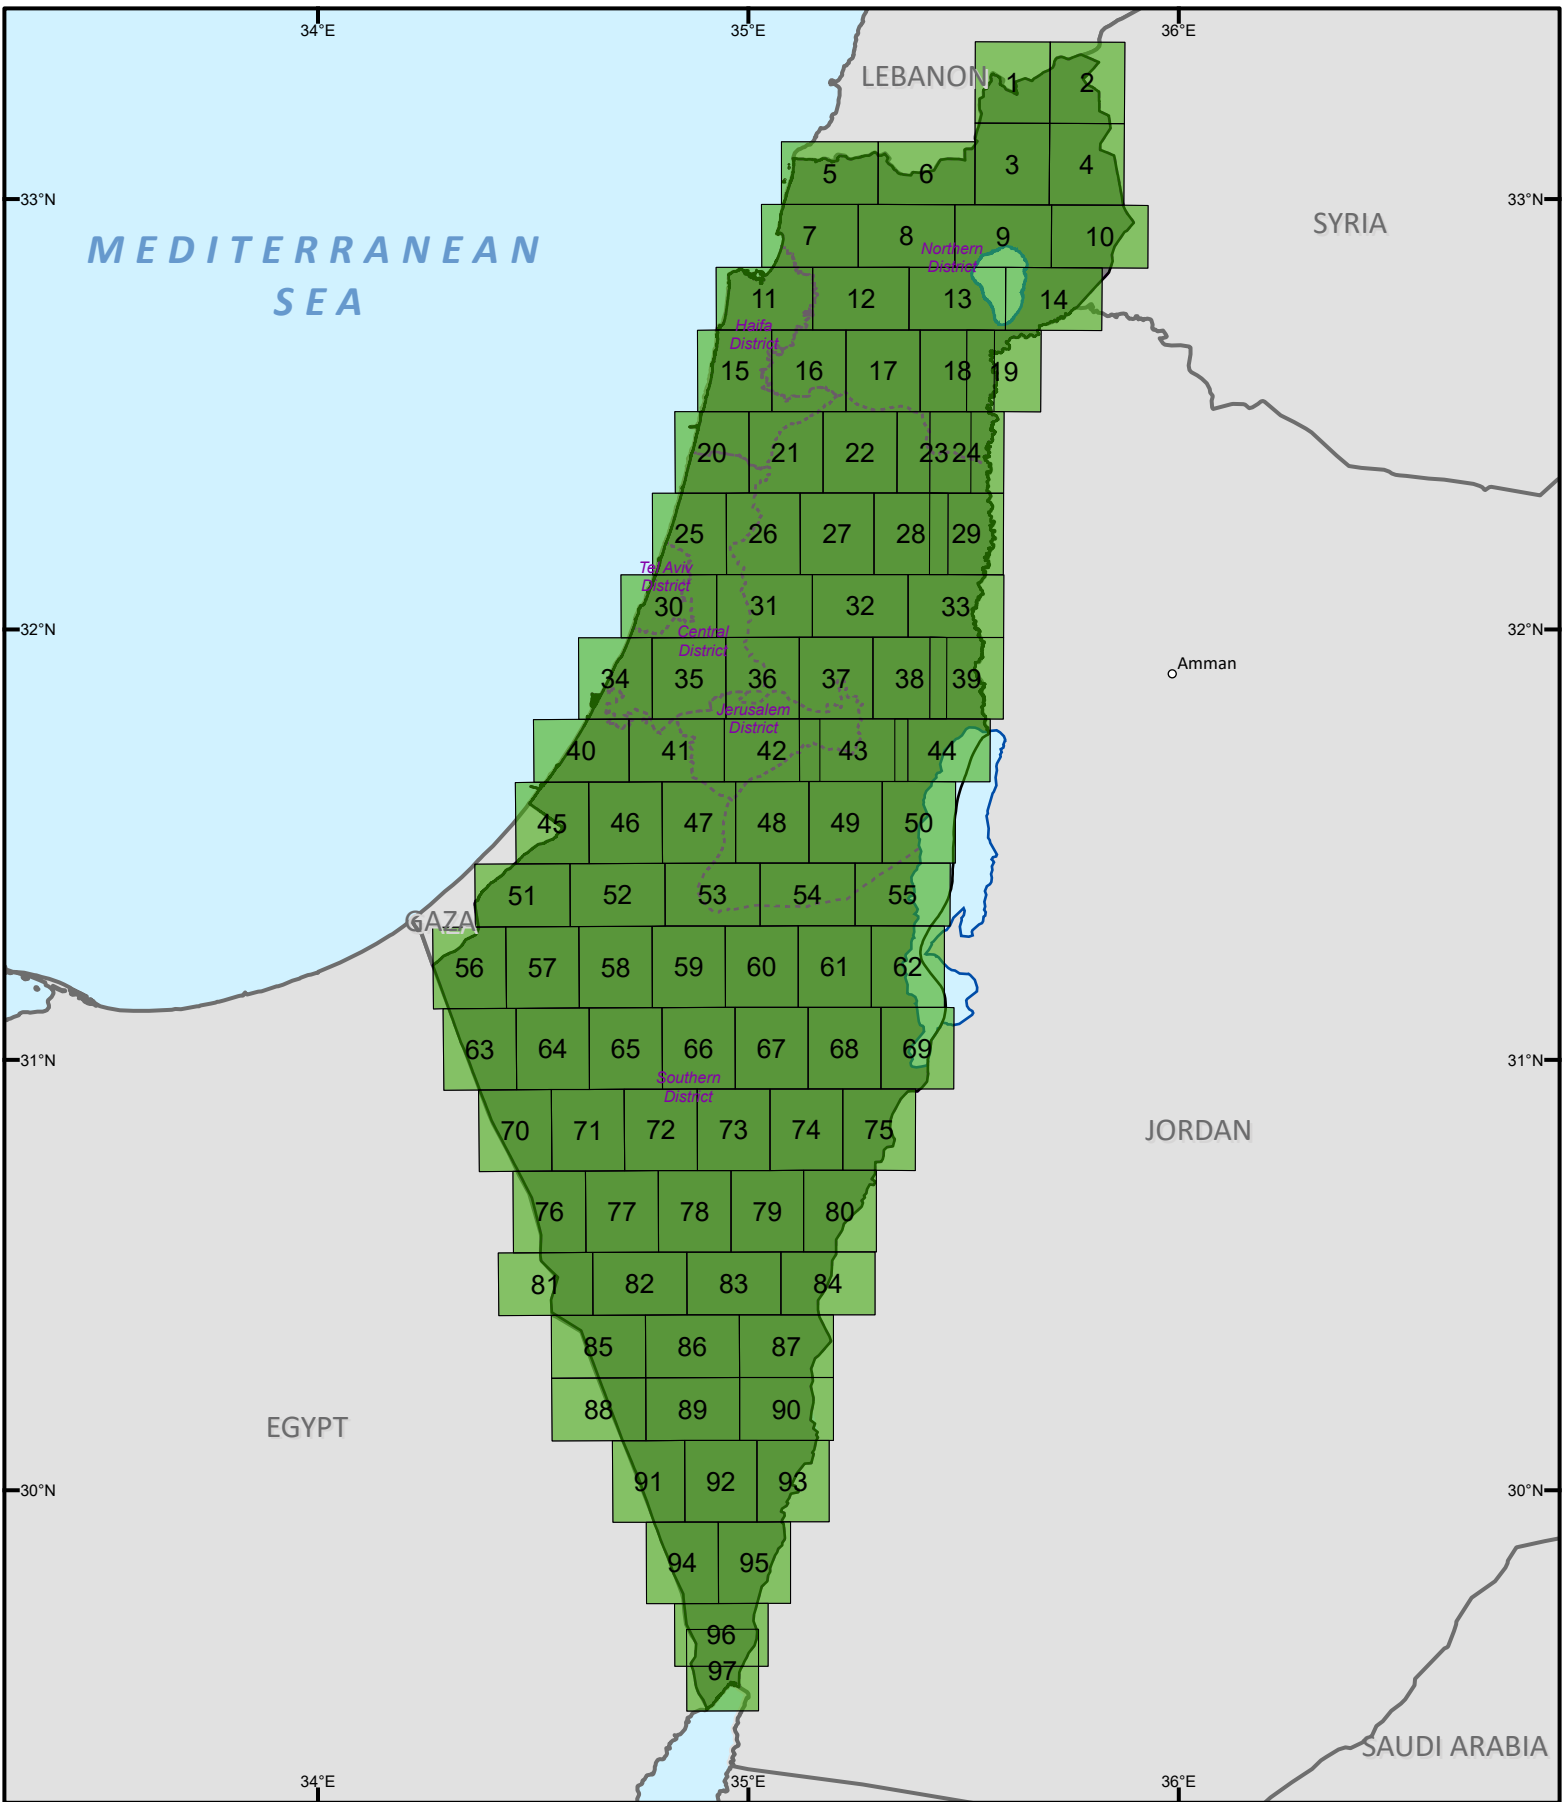 34°E 35°E 36°E
LEBANON
1 2
3 4
5 6
33°N 33°N
SYRIA
MEDITERRANEAN
SEA
7 8 9 10
Northern
District
11 12 13 14
Haifa
District
15 16 17 18 19
20 21 22 23 24
25 26 27 28 29
Tel Aviv
District
30 31 32 33
32°N 32°N
Central
District
Amman
34 35 36 37 38 39
Jerusalem
District
40 41 42 43 44
45 46 47 48 49 50
51 52 53 54 55
GAZA
56 57 58 59 60 61 62
63 64 65 66 67 68 69
31°N 31°N
Southern
District
70 71 72 73 74 75
JORDAN
76 77 78 79 80
81 82 83 84
85 86 87
88 89 90
EGYPT
91 92 93
30°N 30°N
94 95
96
97
SAUDI ARABIA
34°E 35°E 36°E